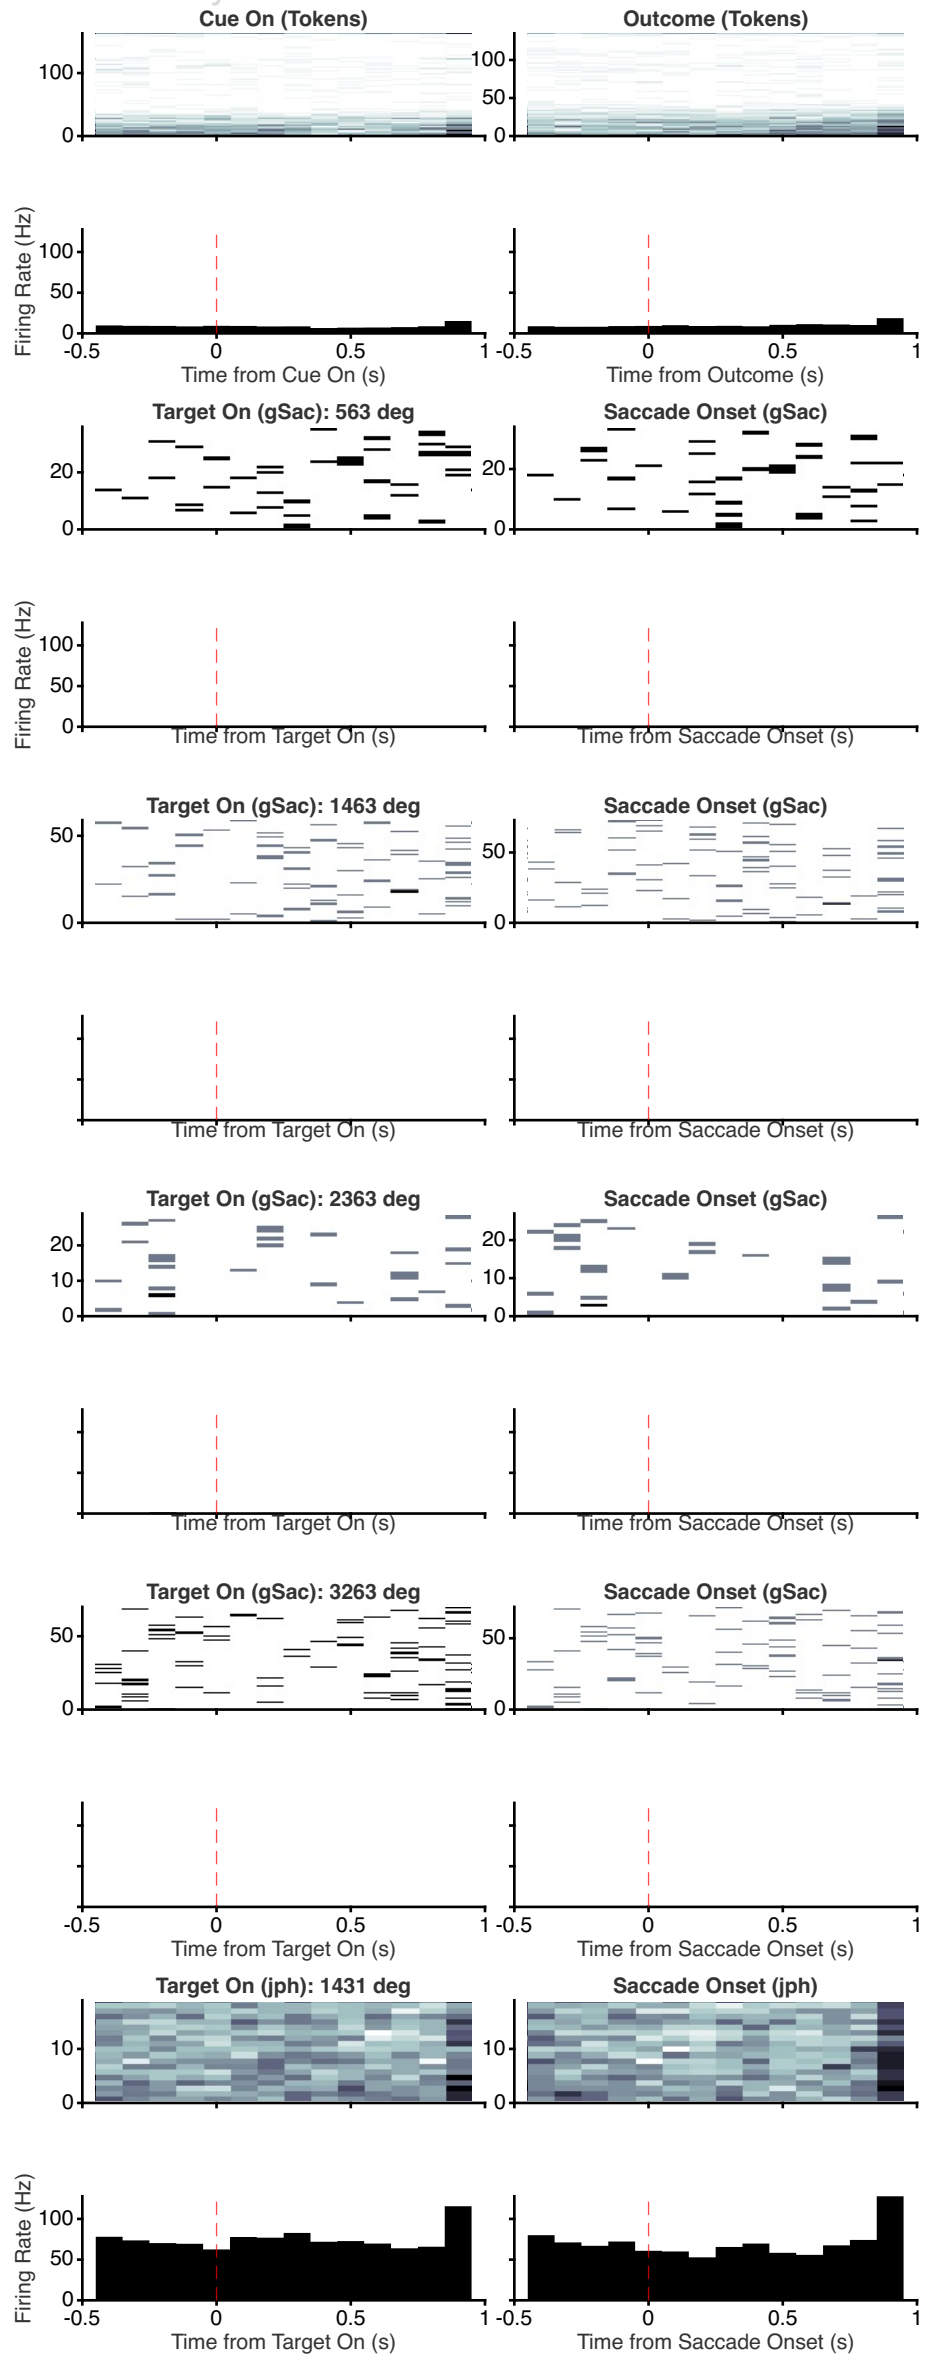 Cue On (Tokens) Outcome (Tokens)
100 100
50
0 0
Firing Rate (Hz)
100
50
0
-0.5 0 0.5 1 -0.5 0 0.5 1
Time from Cue On (s) Time from Outcome (s)
Target On (gSac): 563 deg Saccade Onset (gSac)
20 20
0 0
Firing Rate (Hz)
100
50
0
Time from Target On (s) Time from Saccade Onset (s)
Target On (gSac): 1463 deg Saccade Onset (gSac)
50 50
0 0
Time from Target On (s) Time from Saccade Onset (s)
Target On (gSac): 2363 deg Saccade Onset (gSac)
20 20
10 10
0 0
Time from Target On (s) Time from Saccade Onset (s)
Target On (gSac): 3263 deg Saccade Onset (gSac)
50 50
0 0
-0.5 0 0.5 1 -0.5 0 0.5 1
Time from Target On (s) Time from Saccade Onset (s)
Target On (jph): 1431 deg Saccade Onset (jph)
10 10
0 0
Firing Rate (Hz)
100
50
0
-0.5 0 0.5 1 -0.5 0 0.5 1
Time from Target On (s) Time from Saccade Onset (s)